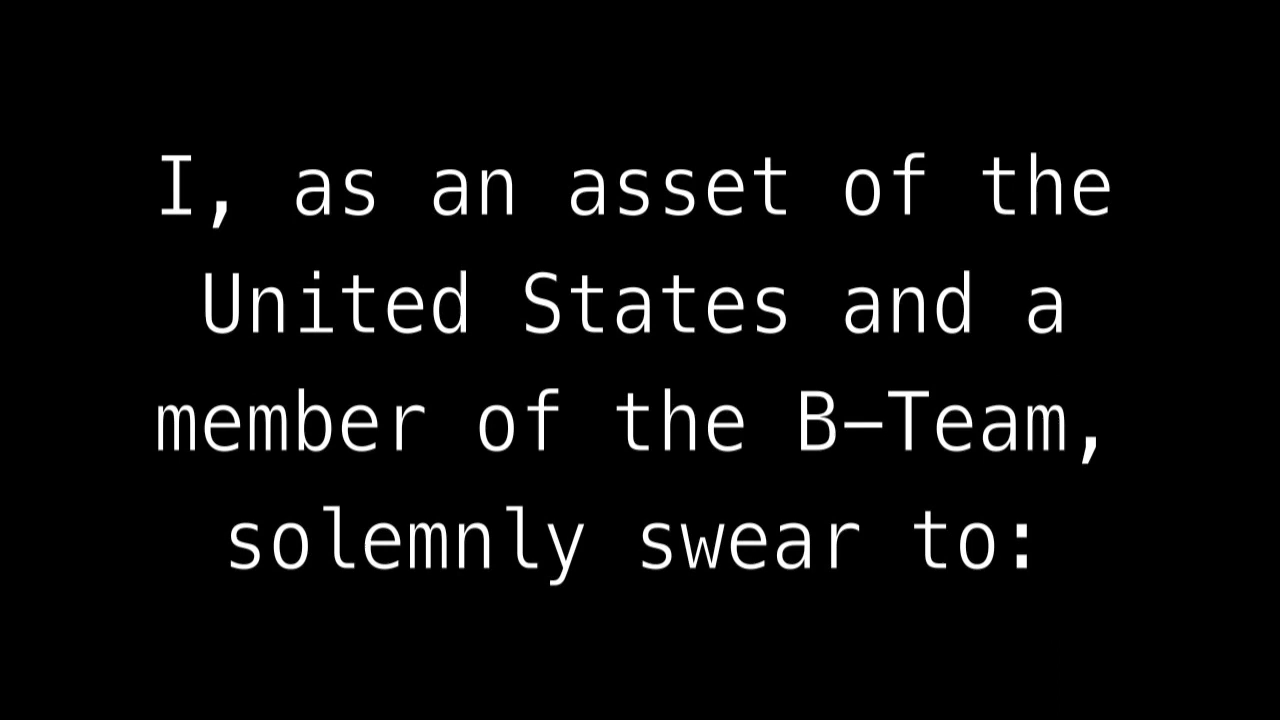 I, as an asset of the
United States and a
member of the B-Team,
solemnly swear to: